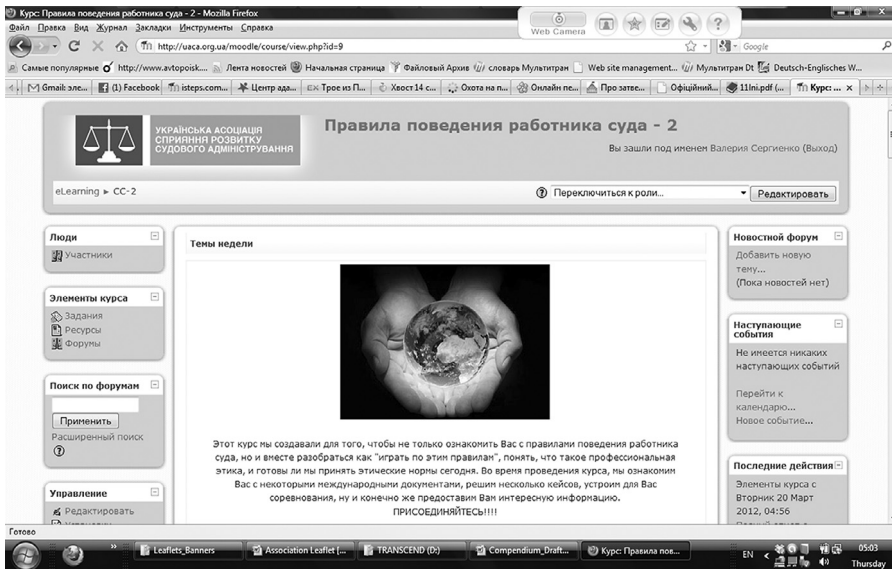 Курс: Правила поведения работника суда - 2 - Mozilla Firefox
Файл Правка Вид Журнал Закладки Инструменты Справка
Web Camera
http://uaca.org.ua/moodle/course/view.php?id=9
Google
Самые популярные http://www.avtopoisk.... Лента новостей Начальная страница Файловый Архив словарь Мультитран Web site management... Мультитран Dt Deutsch-Englisches W...
Gmail: эле... (1) Facebook isteps.com... Центр ада... Трое из П... Хвост 14 с... Охота на п... Онлайн пе... Про затве... Офіційний... 11lni.pdf (... Курс: ...
УКРАЇНСЬКА АСОЦІАЦІЯ
СПРИЯННЯ РОЗВИТКУ
СУДОВОГО АДМІНІСТРУВАННЯ
Правила поведения работника суда - 2
Вы зашли под именем Валерия Сергиенко (Выход)
eLearning ► СС-2
Переключиться к роли...
Редактировать
Люди
Участники
Элементы курса
Задания
Ресурсы
Форумы
Поиск по форумам
Применить
Расширенный поиск
Управление
Редактировать
Установки
Темы недели
Этот курс мы создавали для того, чтобы не только ознакомить Вас с правилами поведения работника
суда, но и вместе разобраться как "играть по этим правилам", понять, что такое профессиональная
этика, и готовы ли мы принять этические нормы сегодня. Во время проведения курса, мы ознакомим
Вас с некоторыми международными документами, решим несколько кейсов, устроим для Вас
соревнования, ну и конечно же предоставим Вам интересную информацию.
ПРИСОЕДИНЯЙТЕСЬ!!!!
Новостной форум
Добавить новую
тему...
(Пока новостей нет)
Наступающие
события
Не имеется никаких
наступающих событий
Перейти к
календарю...
Новое событие...
Последние действия
Элементы курса с
Вторник 20 Март
2012, 04:56
Готово
Leaflets_Banners
Association Leaflet [...
TRANSCEND (D:)
Compendium_Draft...
Курс: Правила пов...
EN
05:03
Thursday